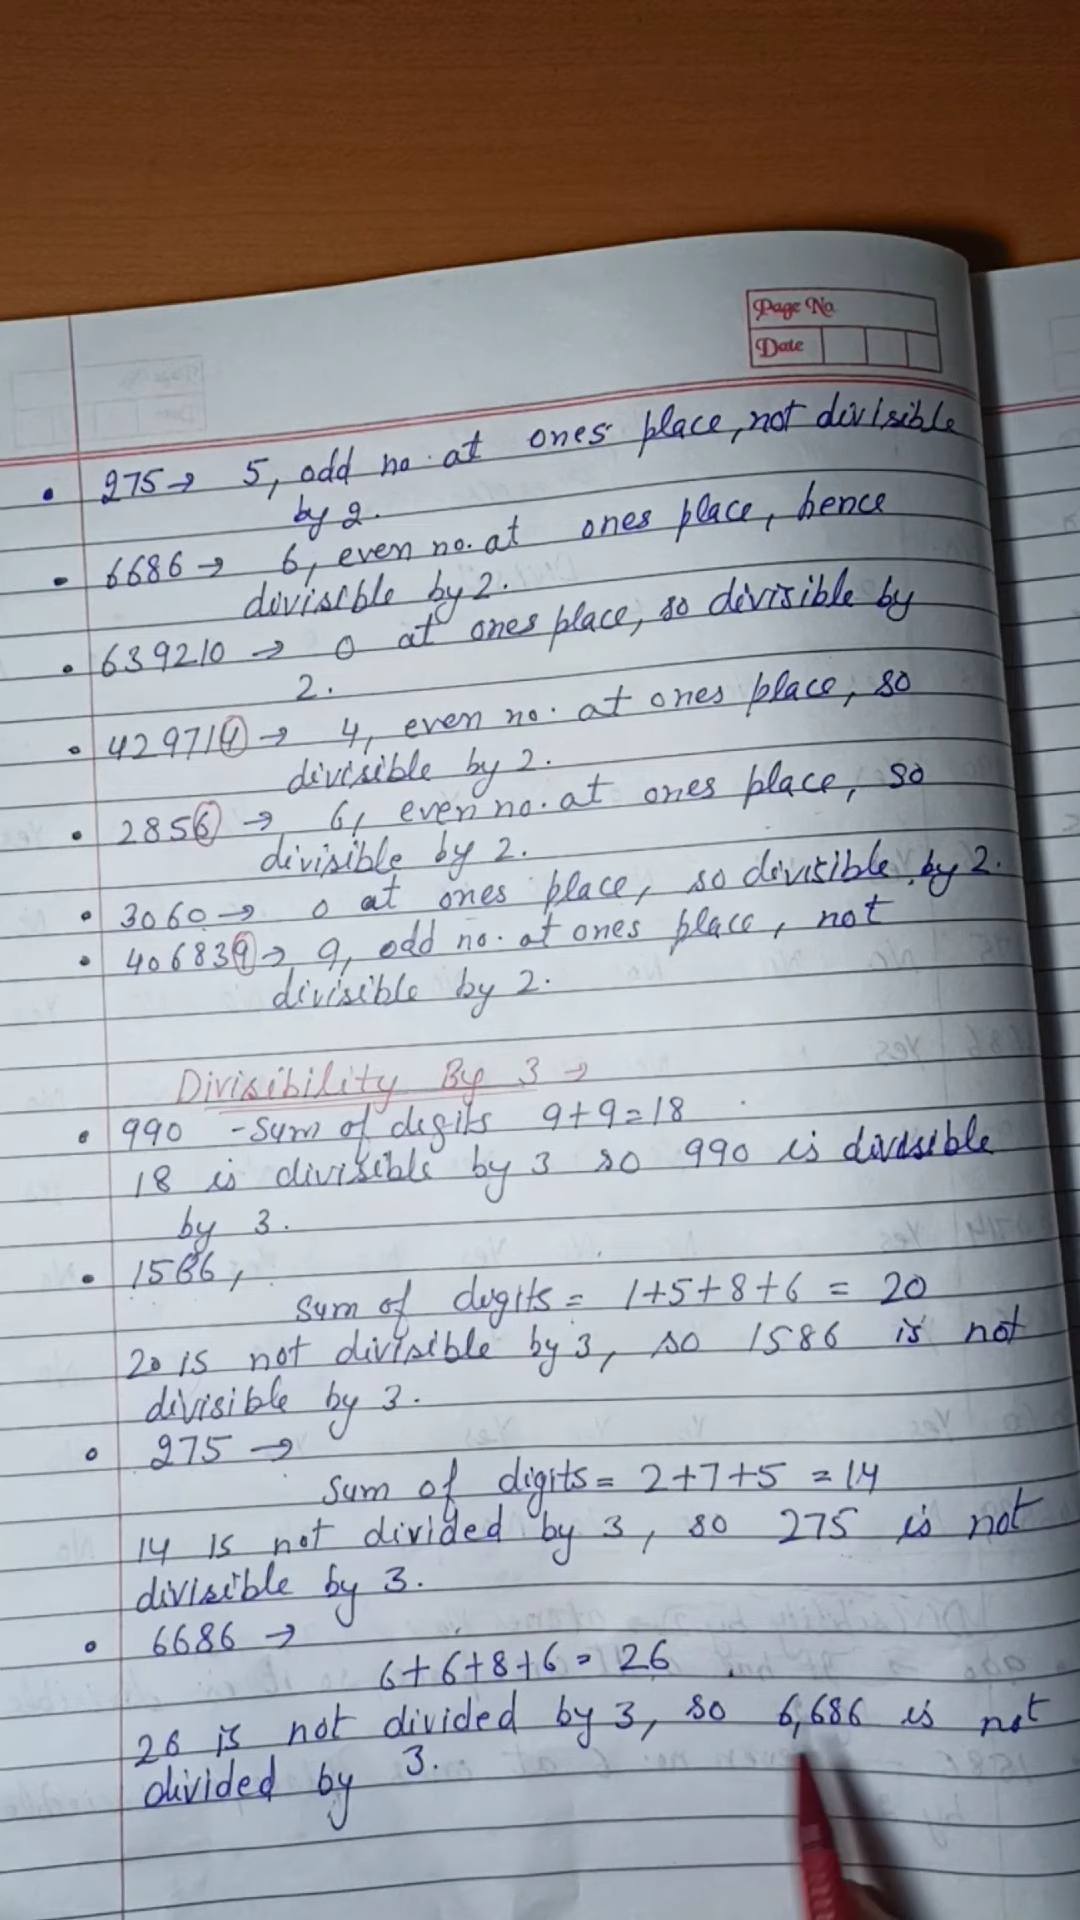 Page No.
Date
• 275→ 5, odd no. at ones place, not divisible
by 2.
• 6686→ 6, even no. at ones place, hence
divisible by 2.
• 639210 → 0 at ones place, so divisible by
2.
• 429714→ 4, even no. at ones place, so
divisible by 2.
• 2856 → 6, even no. at ones place, so
divisible by 2.
• 3060→ 0 at ones place, so divisible by 2.
• 406839→ 9, odd no. at ones place, not
divisible by 2.
Divisibility By 3 →
• 990 - Sum of digits 9+9=18
18 is divisible by 3 so 990 is divisible
by 3.
• 1586,
Sum of digits = 1+5+8+6 = 20
20 is not divisible by 3, so 1586 is not
divisible by 3.
• 275 →
Sum of digits = 2+7+5 = 14
14 is not divided by 3, so 275 is not
divisible by 3.
• 6686 →
6+6+8+6 = 26
26 is not divided by 3, so 6,686 is not
divided by 3.